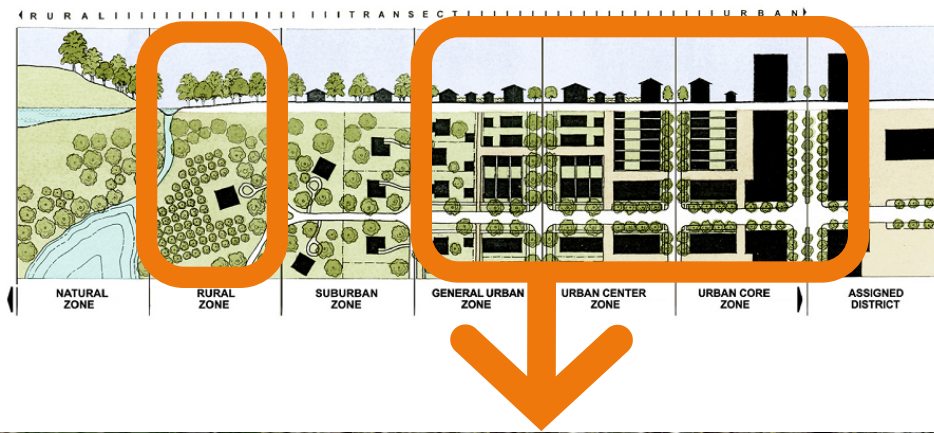 RURAL TRANSECT URBAN
NATURAL
ZONE
RURAL
ZONE
SUBURBAN
ZONE
GENERAL URBAN
ZONE
URBAN CENTER
ZONE
URBAN CORE
ZONE
ASSIGNED
DISTRICT